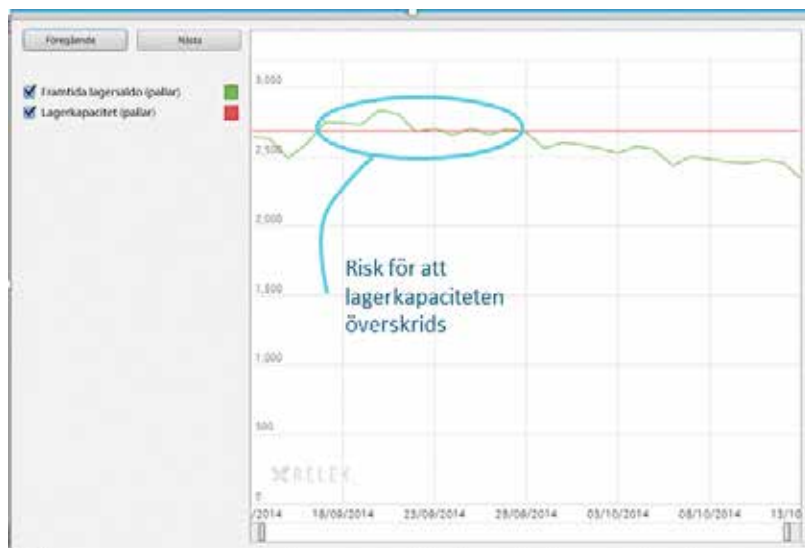 Föregående
Nästa
Framtida lagersaldo (pallar)
Lagerkapacitet (pallar)
3,000
2,500
2,000
1,500
1,000
500
0
Risk för att
lagerkapaciteten
överskrids
RELEX
/2014 18/09/2014 23/09/2014 28/09/2014 03/10/2014 08/10/2014 13/10